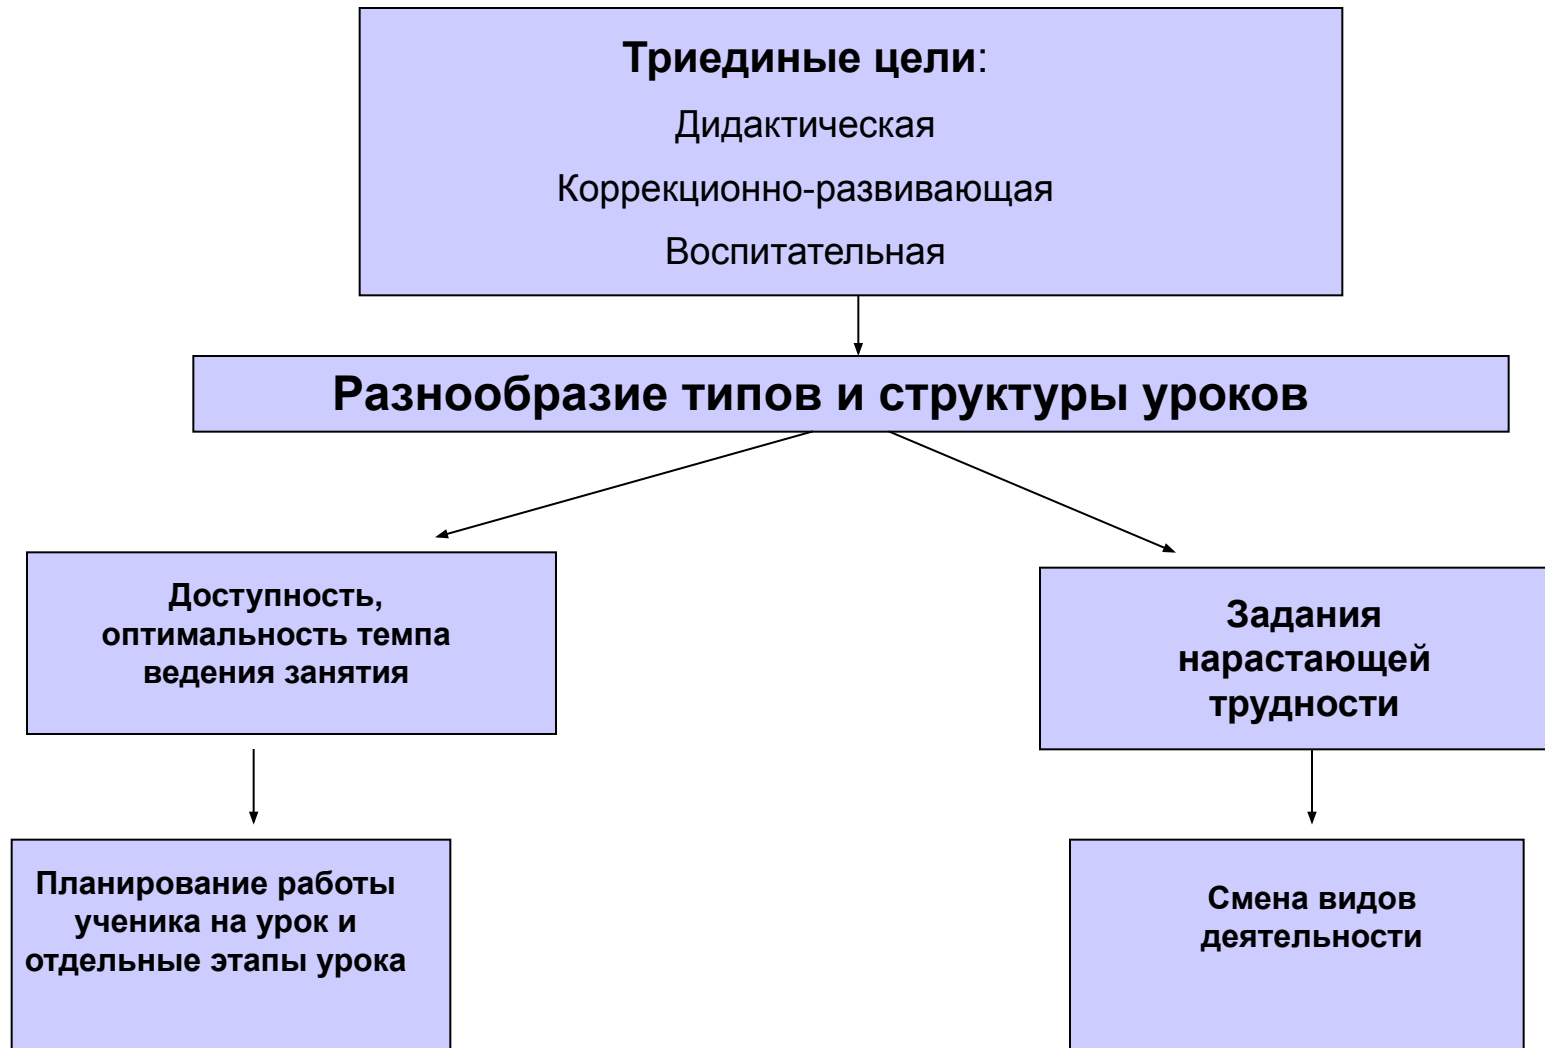 Триединые цели:
Дидактическая
Коррекционно-развивающая
Воспитательная
Разнообразие типов и структуры уроков
Доступность,
оптимальность темпа
ведения занятия
Задания
нарастающей
трудности
Планирование работы
ученика на урок и
отдельные этапы урока
Смена видов
деятельности